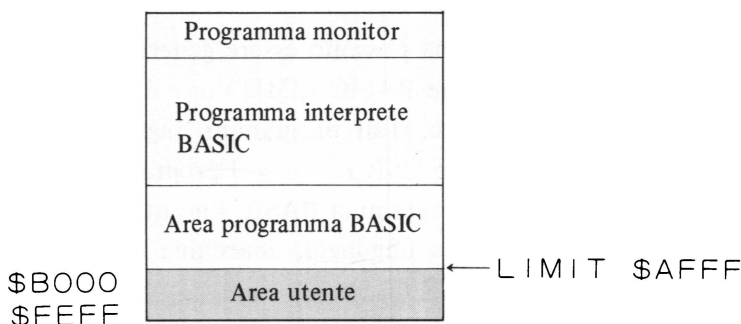 Programma monitor
Programma interprete
BASIC
Area programma BASIC
LIMIT $AFFF
$B000
Area utente
$FEFF